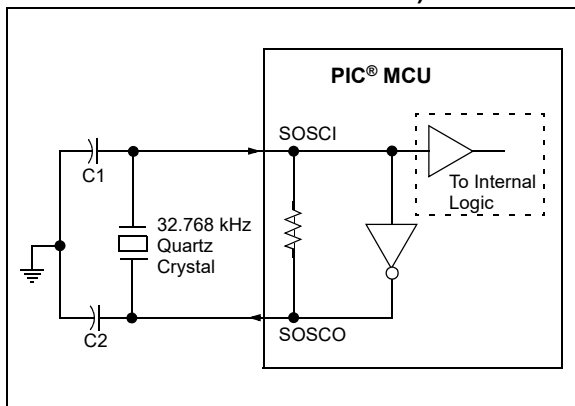 PIC® MCU
SOSCI
C1
To Internal
Logic
32.768 kHz
Quartz
Crystal
SOSCO
C2